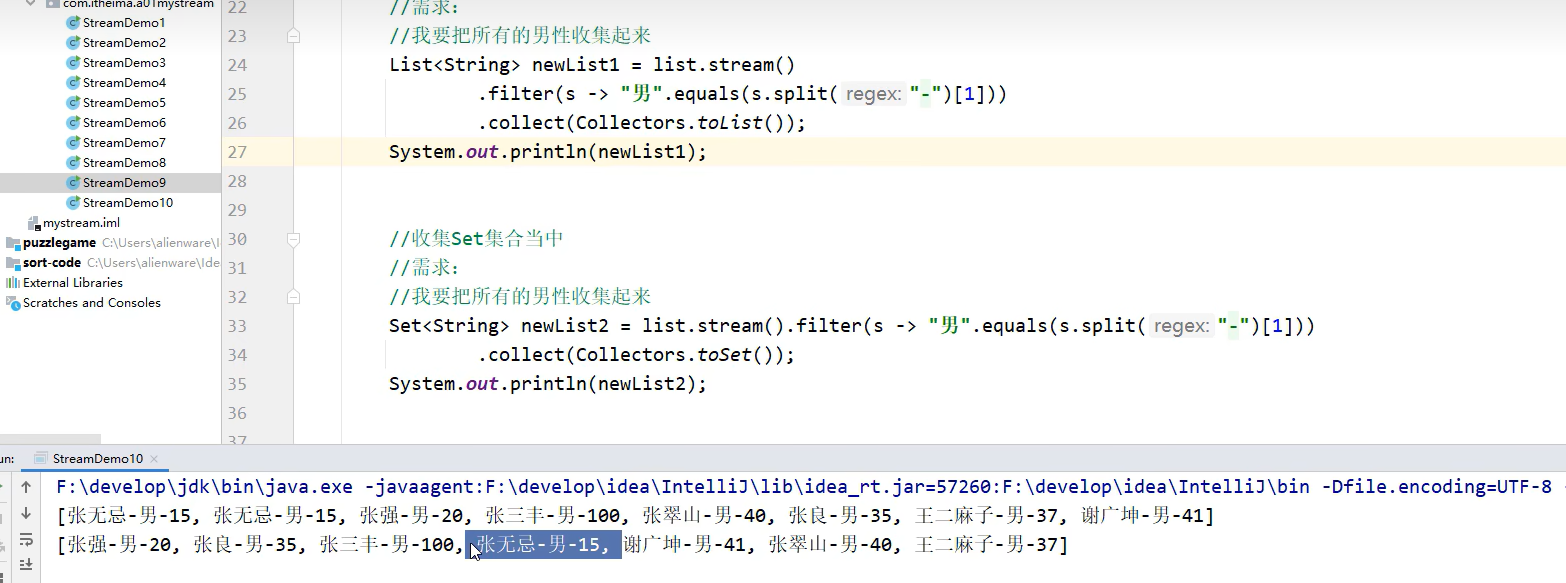 com.itheima.a01mystream
StreamDemo1
StreamDemo2
StreamDemo3
StreamDemo4
StreamDemo5
StreamDemo6
StreamDemo7
StreamDemo8
StreamDemo9
StreamDemo10
mystream.iml
puzzlegame C:\Users\alienware\I
sort-code C:\Users\alienware\Ide
External Libraries
Scratches and Consoles
22 //需求：
23 //我要把所有的男性收集起来
24 List<String> newList1 = list.stream()
25 .filter(s -> "男".equals(s.split( regex: "-")[1]))
26 .collect(Collectors.toList());
27 System.out.println(newList1);
28
29
30 //收集Set集合当中
31 //需求：
32 //我要把所有的男性收集起来
33 Set<String> newList2 = list.stream().filter(s -> "男".equals(s.split( regex: "-")[1]))
34 .collect(Collectors.toSet());
35 System.out.println(newList2);
36
37
un: StreamDemo10 ×
F:\develop\jdk\bin\java.exe -javaagent:F:\develop\idea\IntelliJ\lib\idea_rt.jar=57260:F:\develop\idea\IntelliJ\bin -Dfile.encoding=UTF-8
[张无忌-男-15, 张无忌-男-15, 张强-男-20, 张三丰-男-100, 张翠山-男-40, 张良-男-35, 王二麻子-男-37, 谢广坤-男-41]
[张强-男-20, 张良-男-35, 张三丰-男-100, 张无忌-男-15, 谢广坤-男-41, 张翠山-男-40, 王二麻子-男-37]